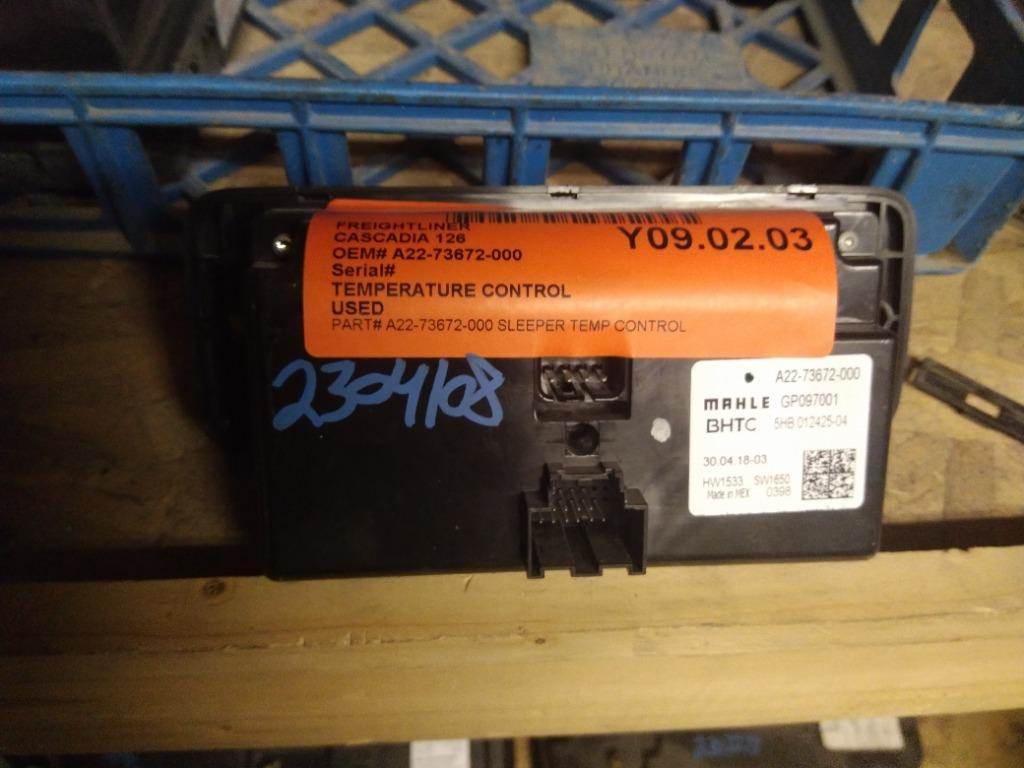 FREIGHTLINER
CASCADIA 126
Y09.02.03
OEM# A22-73672-000
Serial#
TEMPERATURE CONTROL
USED
PART# A22-73672-000 SLEEPER TEMP CONTROL
2304108
A22-73672-000
MAHLE GP097001
BHTC 5HB 012425-04
30.04.18-03
HW1533 SW1650
Made in MEX 0398